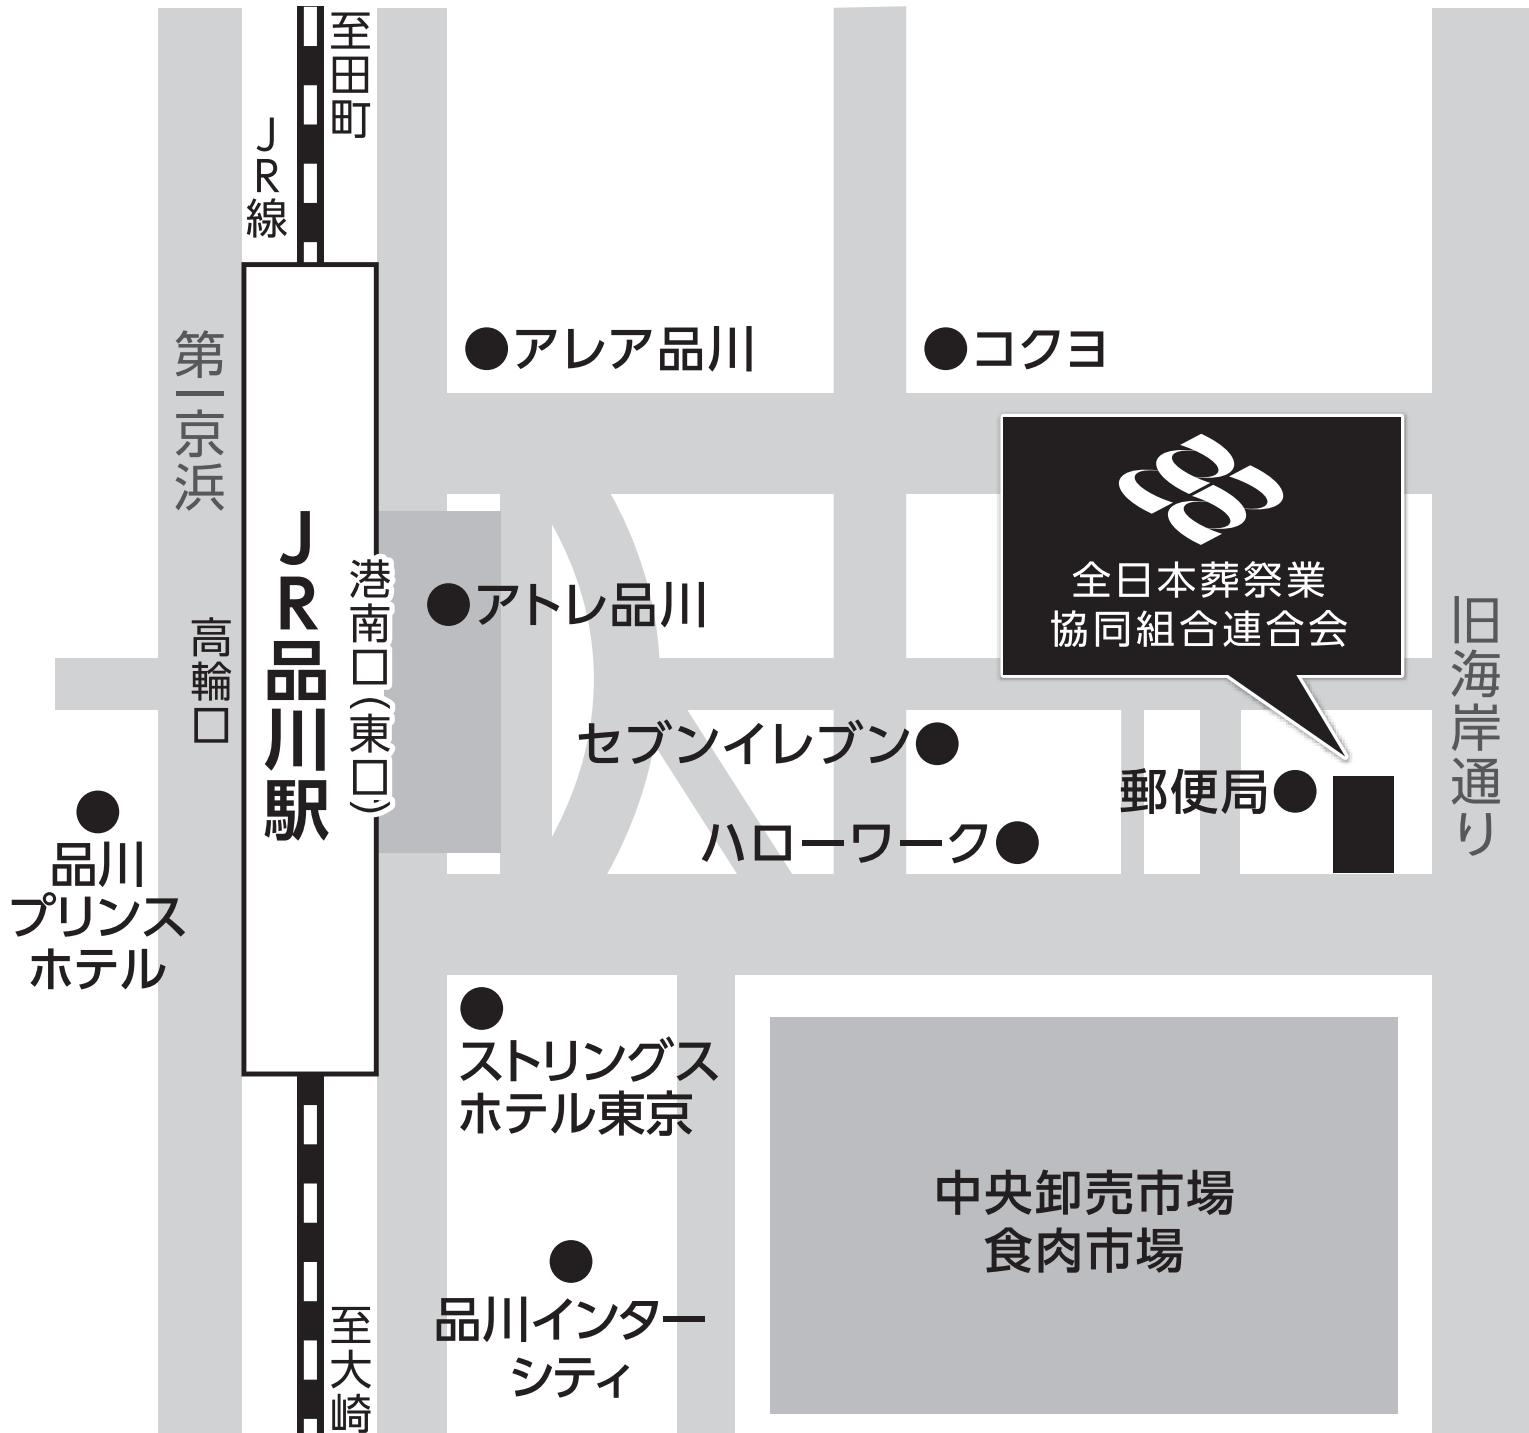 至田町
JR線
第一京浜
アレア品川
コクヨ
全日本葬祭業
協同組合連合会
JR品川駅
港南口(東口)
高輪口
アトレ品川
旧海岸通り
セブンイレブン
郵便局
ハローワーク
品川
プリンス
ホテル
ストリングス
ホテル東京
中央卸売市場
食肉市場
品川インター
シティ
至大崎